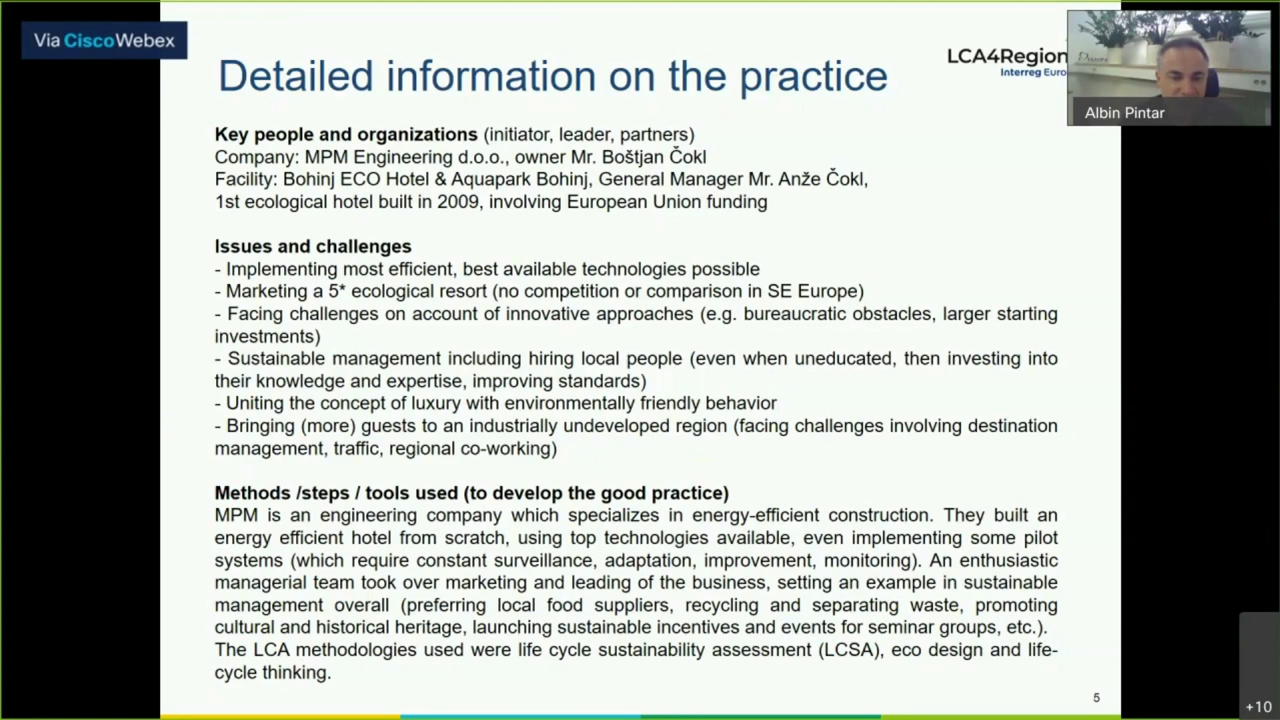 Via Cisco Webex
Detailed information on the practice
LCA4Region
Interreg Euro
Albin Pintar
Key people and organizations (initiator, leader, partners)
Company: MPM Engineering d.o.o., owner Mr. Boštjan Čokl
Facility: Bohinj ECO Hotel & Aquapark Bohinj, General Manager Mr. Anže Čokl,
1st ecological hotel built in 2009, involving European Union funding
Issues and challenges
- Implementing most efficient, best available technologies possible
- Marketing a 5* ecological resort (no competition or comparison in SE Europe)
- Facing challenges on account of innovative approaches (e.g. bureaucratic obstacles, larger starting
investments)
- Sustainable management including hiring local people (even when uneducated, then investing into
their knowledge and expertise, improving standards)
- Uniting the concept of luxury with environmentally friendly behavior
- Bringing (more) guests to an industrially undeveloped region (facing challenges involving destination
management, traffic, regional co-working)
Methods /steps / tools used (to develop the good practice)
MPM is an engineering company which specializes in energy-efficient construction. They built an
energy efficient hotel from scratch, using top technologies available, even implementing some pilot
systems (which require constant surveillance, adaptation, improvement, monitoring). An enthusiastic
managerial team took over marketing and leading of the business, setting an example in sustainable
management overall (preferring local food suppliers, recycling and separating waste, promoting
cultural and historical heritage, launching sustainable incentives and events for seminar groups, etc.).
The LCA methodologies used were life cycle sustainability assessment (LCSA), eco design and life-
cycle thinking.
5
+10